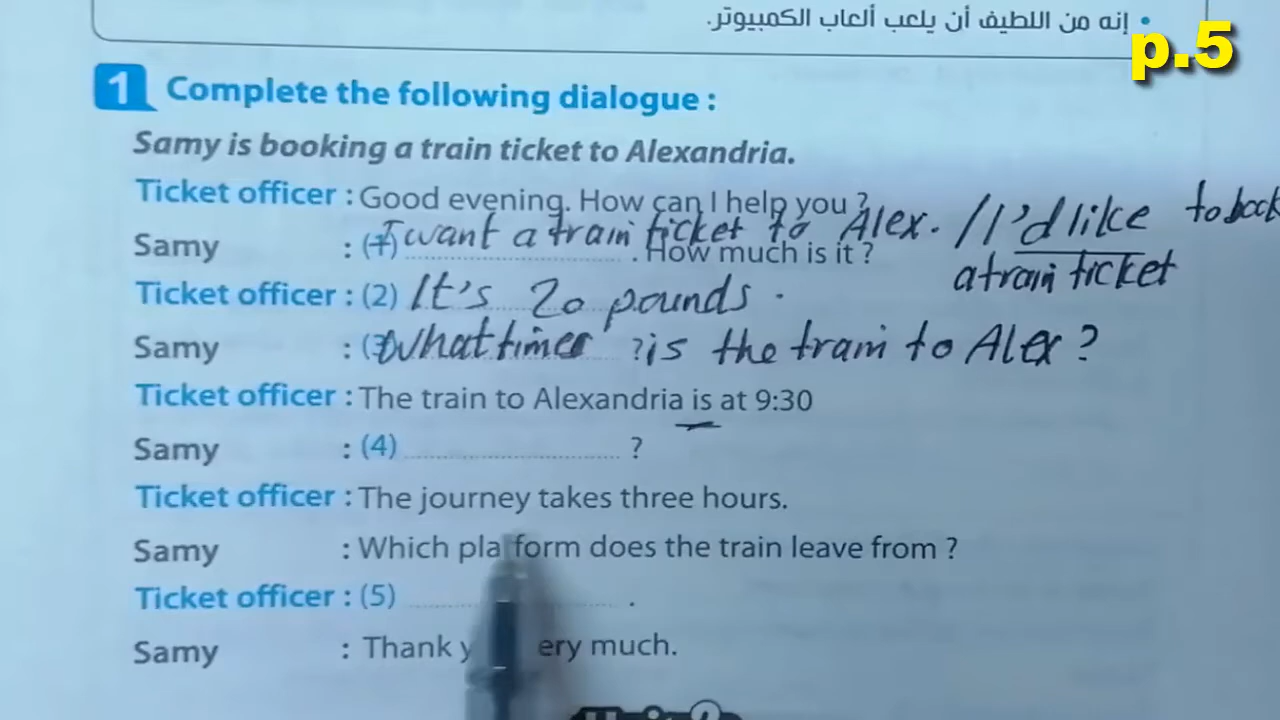 • إنه من اللطيف أن يلعب ألعاب الكمبيوتر.
p.5
1 Complete the following dialogue :
Samy is booking a train ticket to Alexandria.
Ticket officer : Good evening. How can I help you ?
I want a train ticket to Alex. / I'd like to book
Samy : (1) . How much is it ?
a train ticket
Ticket officer : (2) It's 20 pounds .
Samy : What time ? is the train to Alex ?
Ticket officer : The train to Alexandria is at 9:30
Samy : (4) ?
Ticket officer : The journey takes three hours.
Samy : Which platform does the train leave from ?
Ticket officer : (5) .
Samy : Thank very much.